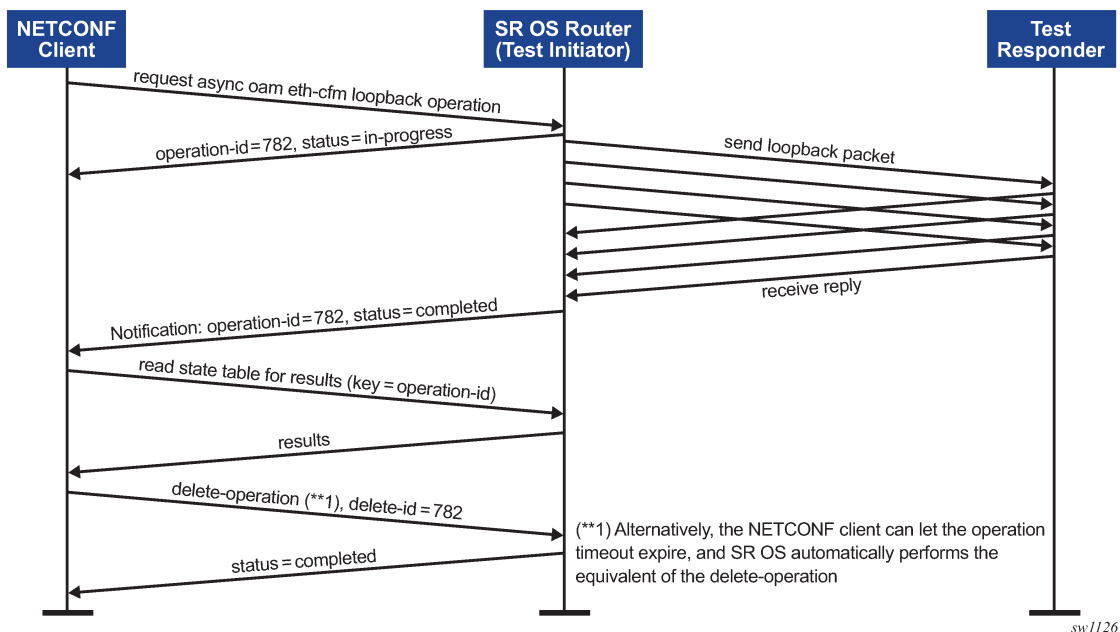 NETCONF
Client
SR OS Router
(Test Initiator)
Test
Responder
request async oam eth-cfm loopback operation
operation-id=782, status=in-progress
send loopback packet
receive reply
Notification: operation-id=782, status=completed
read state table for results (key=operation-id)
results
delete-operation (**1), delete-id=782
(**1) Alternatively, the NETCONF client can let the operation
timeout expire, and SR OS automatically performs the
equivalent of the delete-operation
status=completed
sw1126